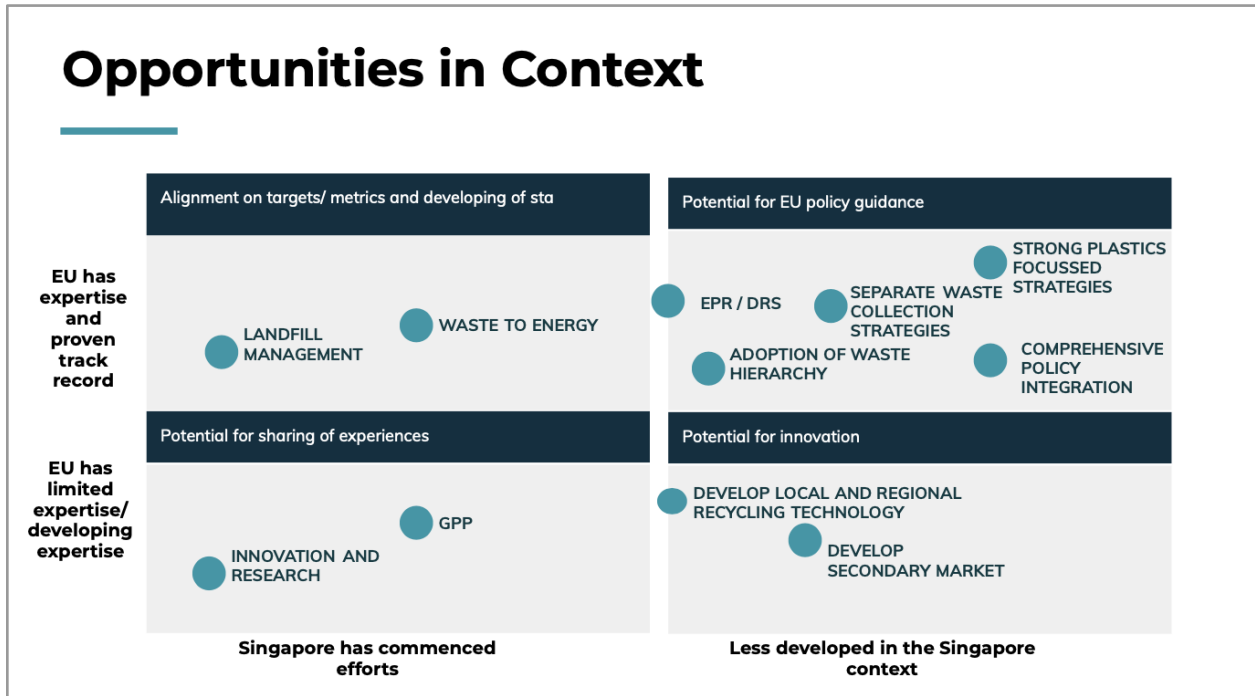 Opportunities in Context
Alignment on targets/ metrics and developing of sta
Potential for EU policy guidance
EU has
expertise
and
proven
track
record
LANDFILL
MANAGEMENT
WASTE TO ENERGY
EPR / DRS
SEPARATE WASTE
COLLECTION
STRATEGIES
STRONG PLASTICS
FOCUSSED
STRATEGIES
ADOPTION OF WASTE
HIERARCHY
COMPREHENSIVE
POLICY
INTEGRATION
Potential for sharing of experiences
Potential for innovation
EU has
limited
expertise/
developing
expertise
INNOVATION AND
RESEARCH
GPP
DEVELOP LOCAL AND REGIONAL
RECYCLING TECHNOLOGY
DEVELOP
SECONDARY MARKET
Singapore has commenced
efforts
Less developed in the Singapore
context